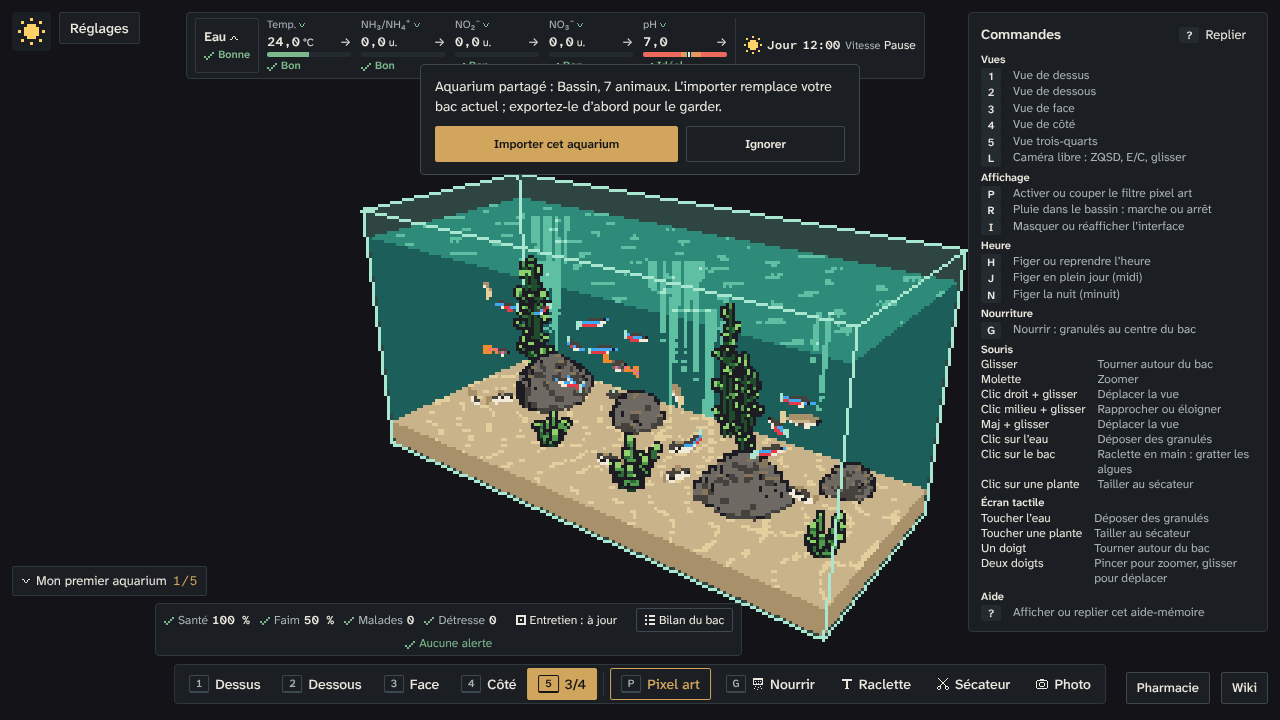 Réglages
Eau
Bonne
Temp.
24,0 °C →
Bon
NH₃/NH₄⁺
0,0 u. →
Bon
NO₂⁻
0,0 u. →
NO₃⁻
0,0 u. →
pH
7,0 →
Jour 12:00 Vitesse Pause
Aquarium partagé : Bassin, 7 animaux. L'importer remplace votre
bac actuel ; exportez-le d'abord pour le garder.
Importer cet aquarium
Ignorer
Commandes
? Replier
Vues
1 Vue de dessus
2 Vue de dessous
3 Vue de face
4 Vue de côté
5 Vue trois-quarts
L Caméra libre : ZQSD, E/C, glisser
Affichage
P Activer ou couper le filtre pixel art
R Pluie dans le bassin : marche ou arrêt
I Masquer ou réafficher l'interface
Heure
H Figer ou reprendre l'heure
J Figer en plein jour (midi)
N Figer la nuit (minuit)
Nourriture
G Nourrir : granulés au centre du bac
Souris
Glisser Tourner autour du bac
Molette Zoomer
Clic droit + glisser Déplacer la vue
Clic milieu + glisser Rapprocher ou éloigner
Maj + glisser Déplacer la vue
Clic sur l'eau Déposer des granulés
Clic sur le bac Raclette en main : gratter les
algues
Clic sur une plante Tailler au sécateur
Écran tactile
Toucher l'eau Déposer des granulés
Toucher une plante Tailler au sécateur
Un doigt Tourner autour du bac
Deux doigts Pincer pour zoomer, glisser
pour déplacer
Aide
? Afficher ou replier cet aide-mémoire
Mon premier aquarium 1/5
Santé 100 % Faim 50 % Malades 0 Détresse 0 Entretien : à jour Bilan du bac
Aucune alerte
1 Dessus 2 Dessous 3 Face 4 Côté 5 3/4 P Pixel art G Nourrir Raclette Sécateur Photo
Pharmacie
Wiki